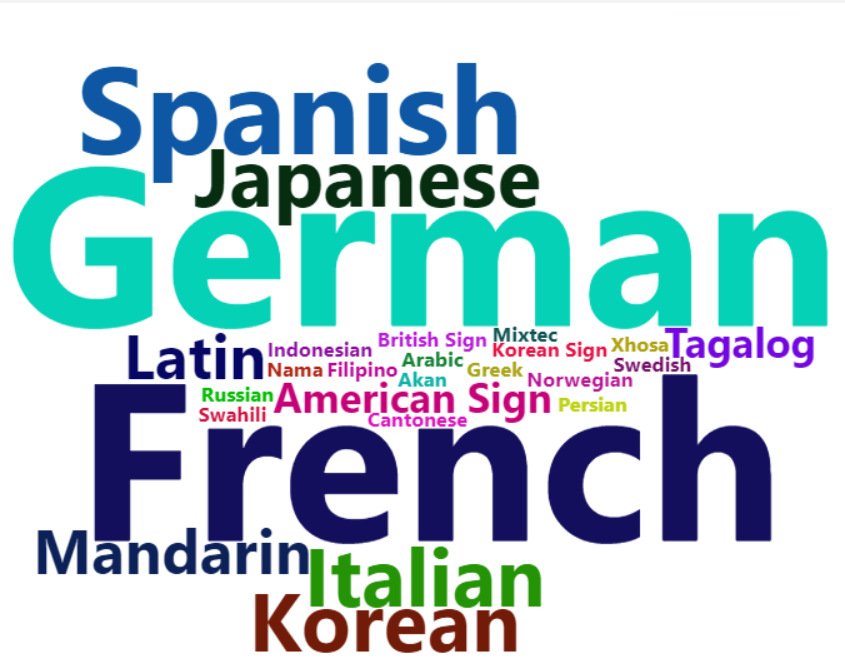 Spanish
Japanese
German
British Sign
Mixtec
Latin
Indonesian
Korean Sign
Xhosa
Tagalog
Arabic
Nama
Filipino
Greek
Swedish
Akan
Norwegian
Russian
American Sign
Persian
Swahili
Cantonese
French
Mandarin
Italian
Korean